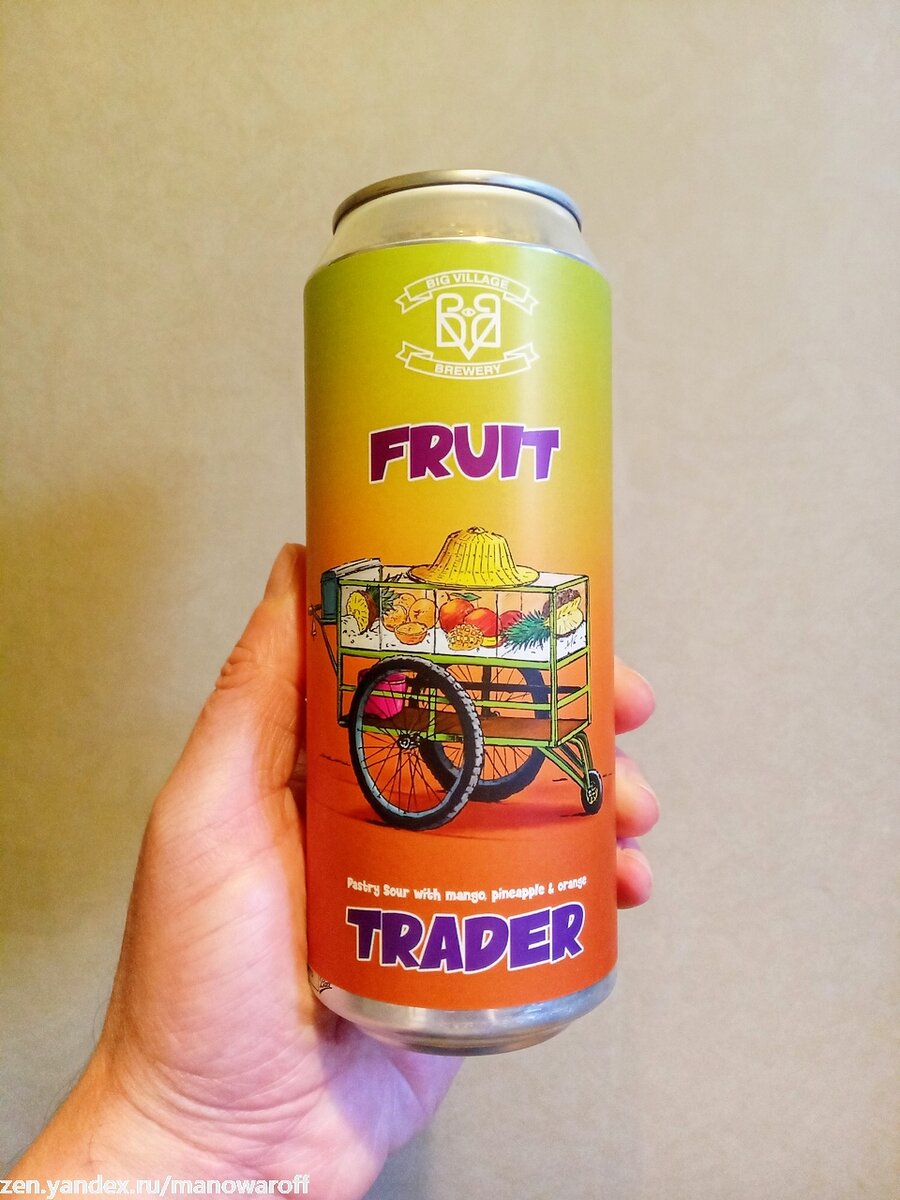 BIG VILLAGE
BREWERY
FRUIT
Pastry Sour with mango, pineapple & orange
TRADER
zen.yandex.ru/manowaroff